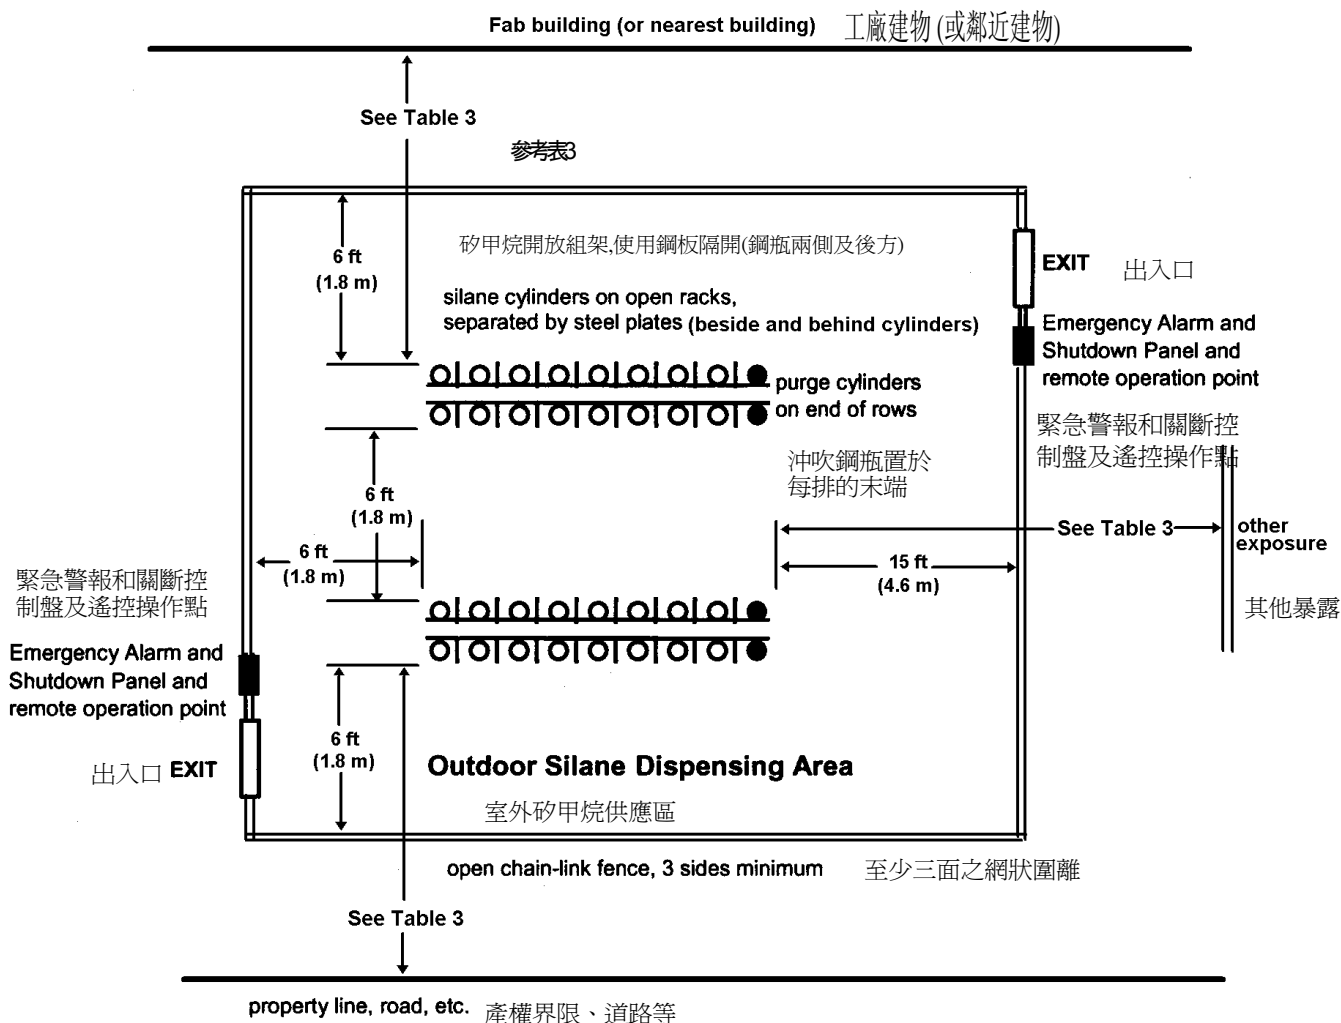 Fab building (or nearest building) 工廠建物 (或鄰近建物)
See Table 3
參考表3
6 ft
(1.8 m)
矽甲烷開放組架,使用鋼板隔開(鋼瓶兩側及後方)
silane cylinders on open racks,
separated by steel plates (beside and behind cylinders)
EXIT 出入口
Emergency Alarm and
Shutdown Panel and
remote operation point
緊急警報和關斷控
制盤及遙控操作點
purge cylinders
on end of rows
沖吹鋼瓶置於
每排的末端
6 ft
(1.8 m)
6 ft
(1.8 m)
See Table 3
other
exposure
其他暴露
15 ft
(4.6 m)
緊急警報和關斷控
制盤及遙控操作點
Emergency Alarm and
Shutdown Panel and
remote operation point
出入口 EXIT
6 ft
(1.8 m)
Outdoor Silane Dispensing Area
室外矽甲烷供應區
open chain-link fence, 3 sides minimum 至少三面之網狀圍離
See Table 3
property line, road, etc. 產權界限、道路等